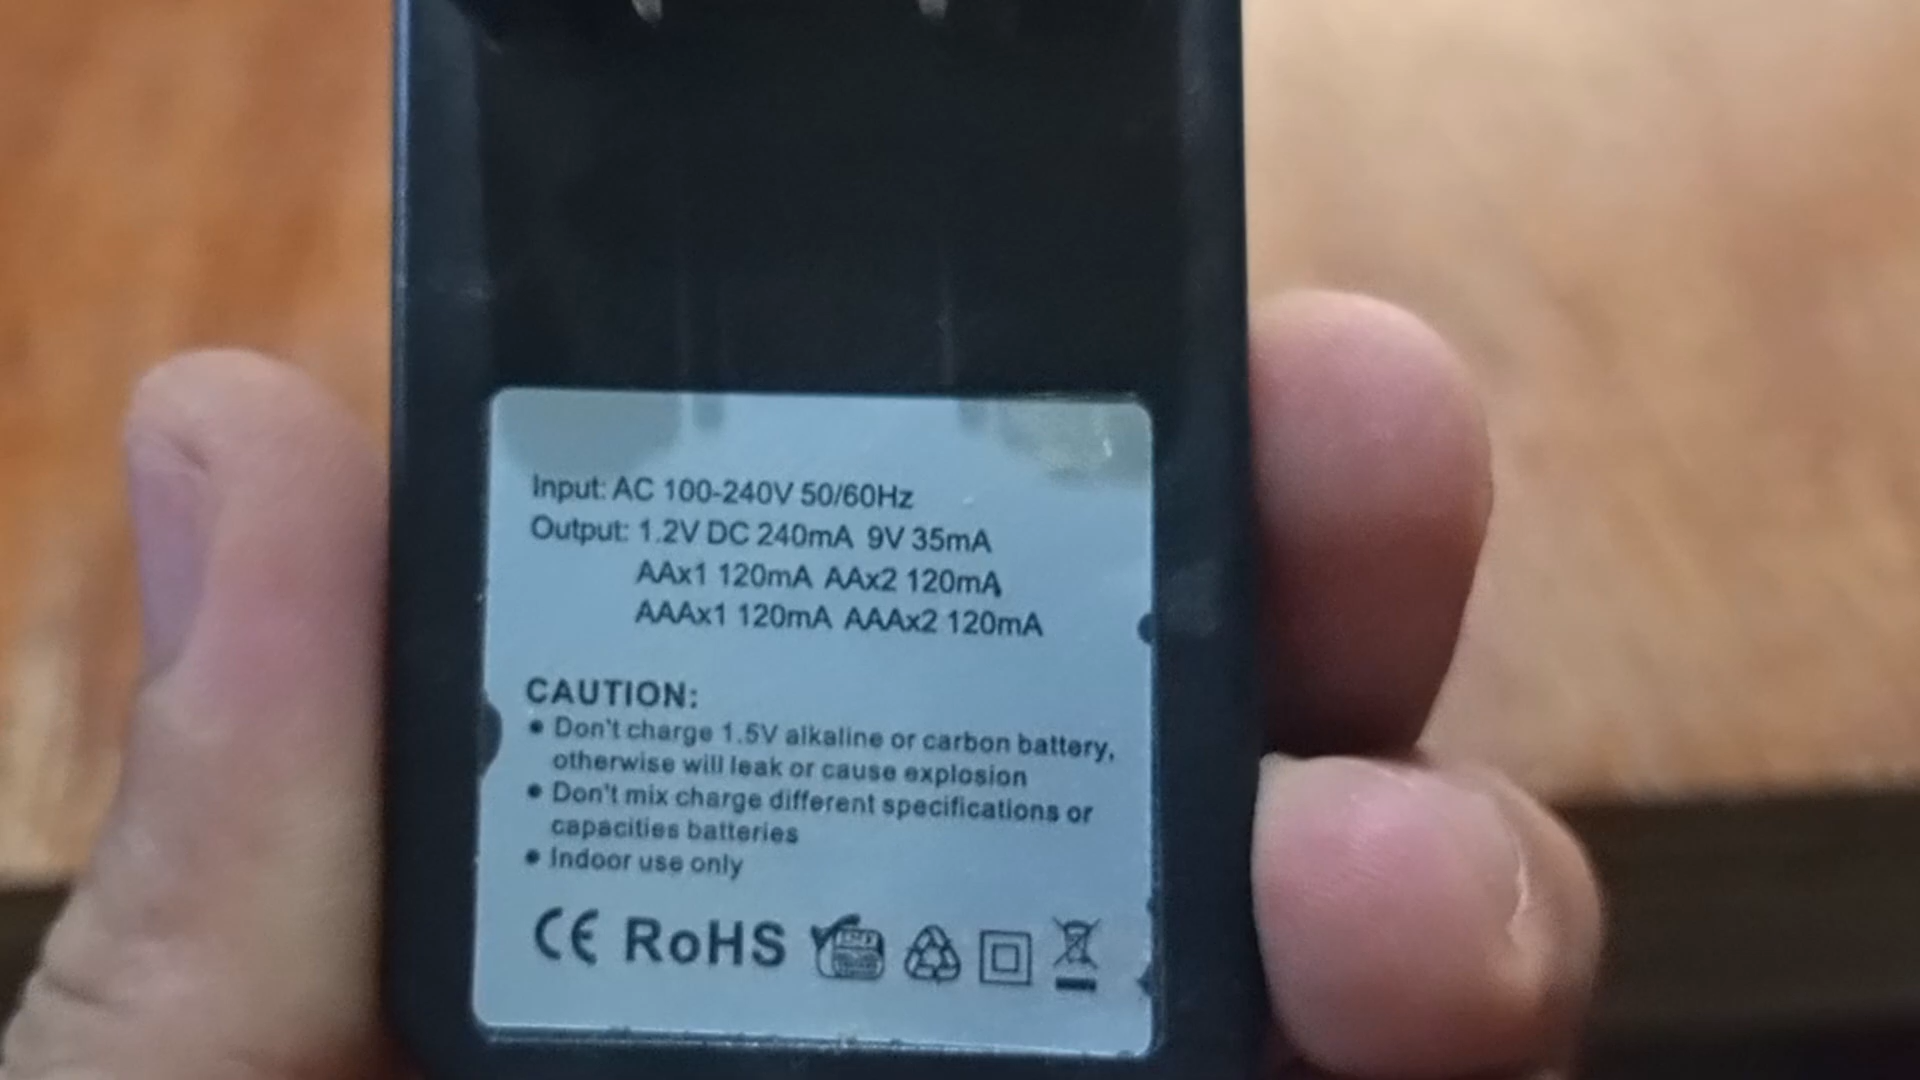 Input: AC 100-240V 50/60Hz
Output: 1.2V DC 240mA 9V 35mA
AAx1 120mA AAx2 120mA
AAAx1 120mA AAAx2 120mA
CAUTION:
• Don't charge 1.5V alkaline or carbon battery,
otherwise will leak or cause explosion
• Don't mix charge different specifications or
capacities batteries
• Indoor use only
CE RoHS